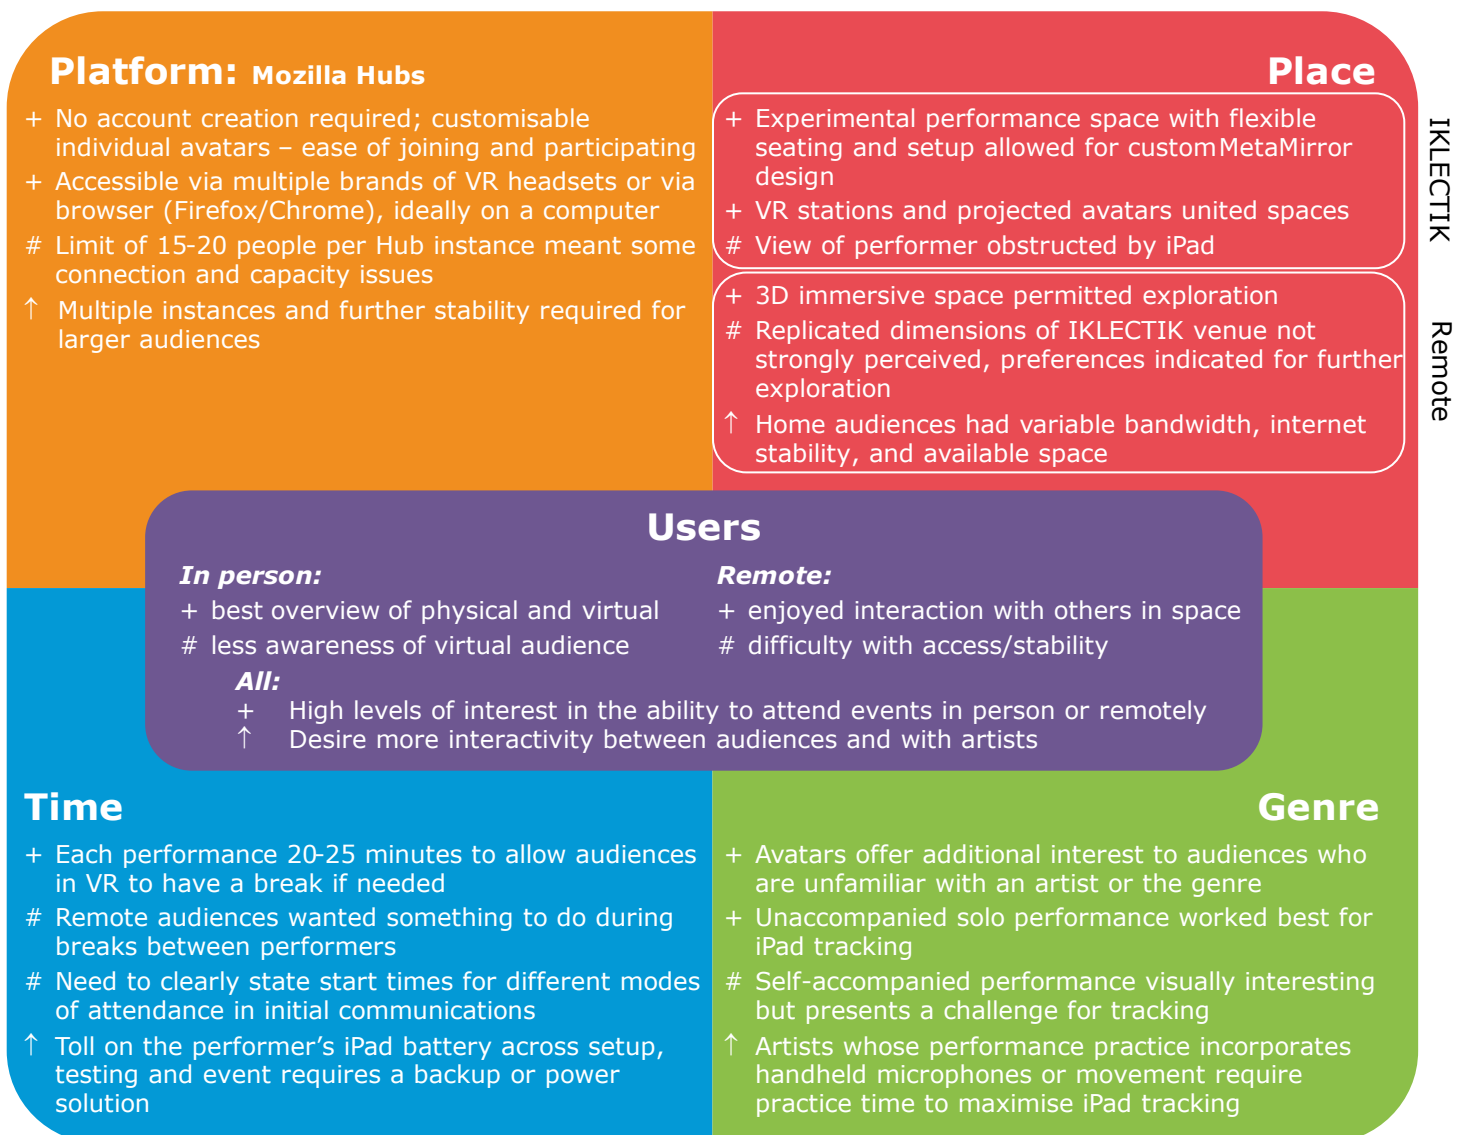 Platform: Mozilla Hubs
+ No account creation required; customisable
individual avatars – ease of joining and participating
+ Accessible via multiple brands of VR headsets or via
browser (Firefox/Chrome), ideally on a computer
# Limit of 15-20 people per Hub instance meant some
connection and capacity issues
↑ Multiple instances and further stability required for
larger audiences
Place
IKLECTIK
+ Experimental performance space with flexible
seating and setup allowed for custom MetaMirror
design
+ VR stations and projected avatars united spaces
# View of performer obstructed by iPad
Remote
+ 3D immersive space permitted exploration
# Replicated dimensions of IKLECTIK venue not
strongly perceived, preferences indicated for further
exploration
↑ Home audiences had variable bandwidth, internet
stability, and available space
Users
In person:
+ best overview of physical and virtual
# less awareness of virtual audience
Remote:
+ enjoyed interaction with others in space
# difficulty with access/stability
All:
+ High levels of interest in the ability to attend events in person or remotely
↑ Desire more interactivity between audiences and with artists
Time
+ Each performance 20-25 minutes to allow audiences
in VR to have a break if needed
# Remote audiences wanted something to do during
breaks between performers
# Need to clearly state start times for different modes
of attendance in initial communications
↑ Toll on the performer’s iPad battery across setup,
testing and event requires a backup or power
solution
Genre
+ Avatars offer additional interest to audiences who
are unfamiliar with an artist or the genre
+ Unaccompanied solo performance worked best for
iPad tracking
# Self-accompanied performance visually interesting
but presents a challenge for tracking
↑ Artists whose performance practice incorporates
handheld microphones or movement require
practice time to maximise iPad tracking